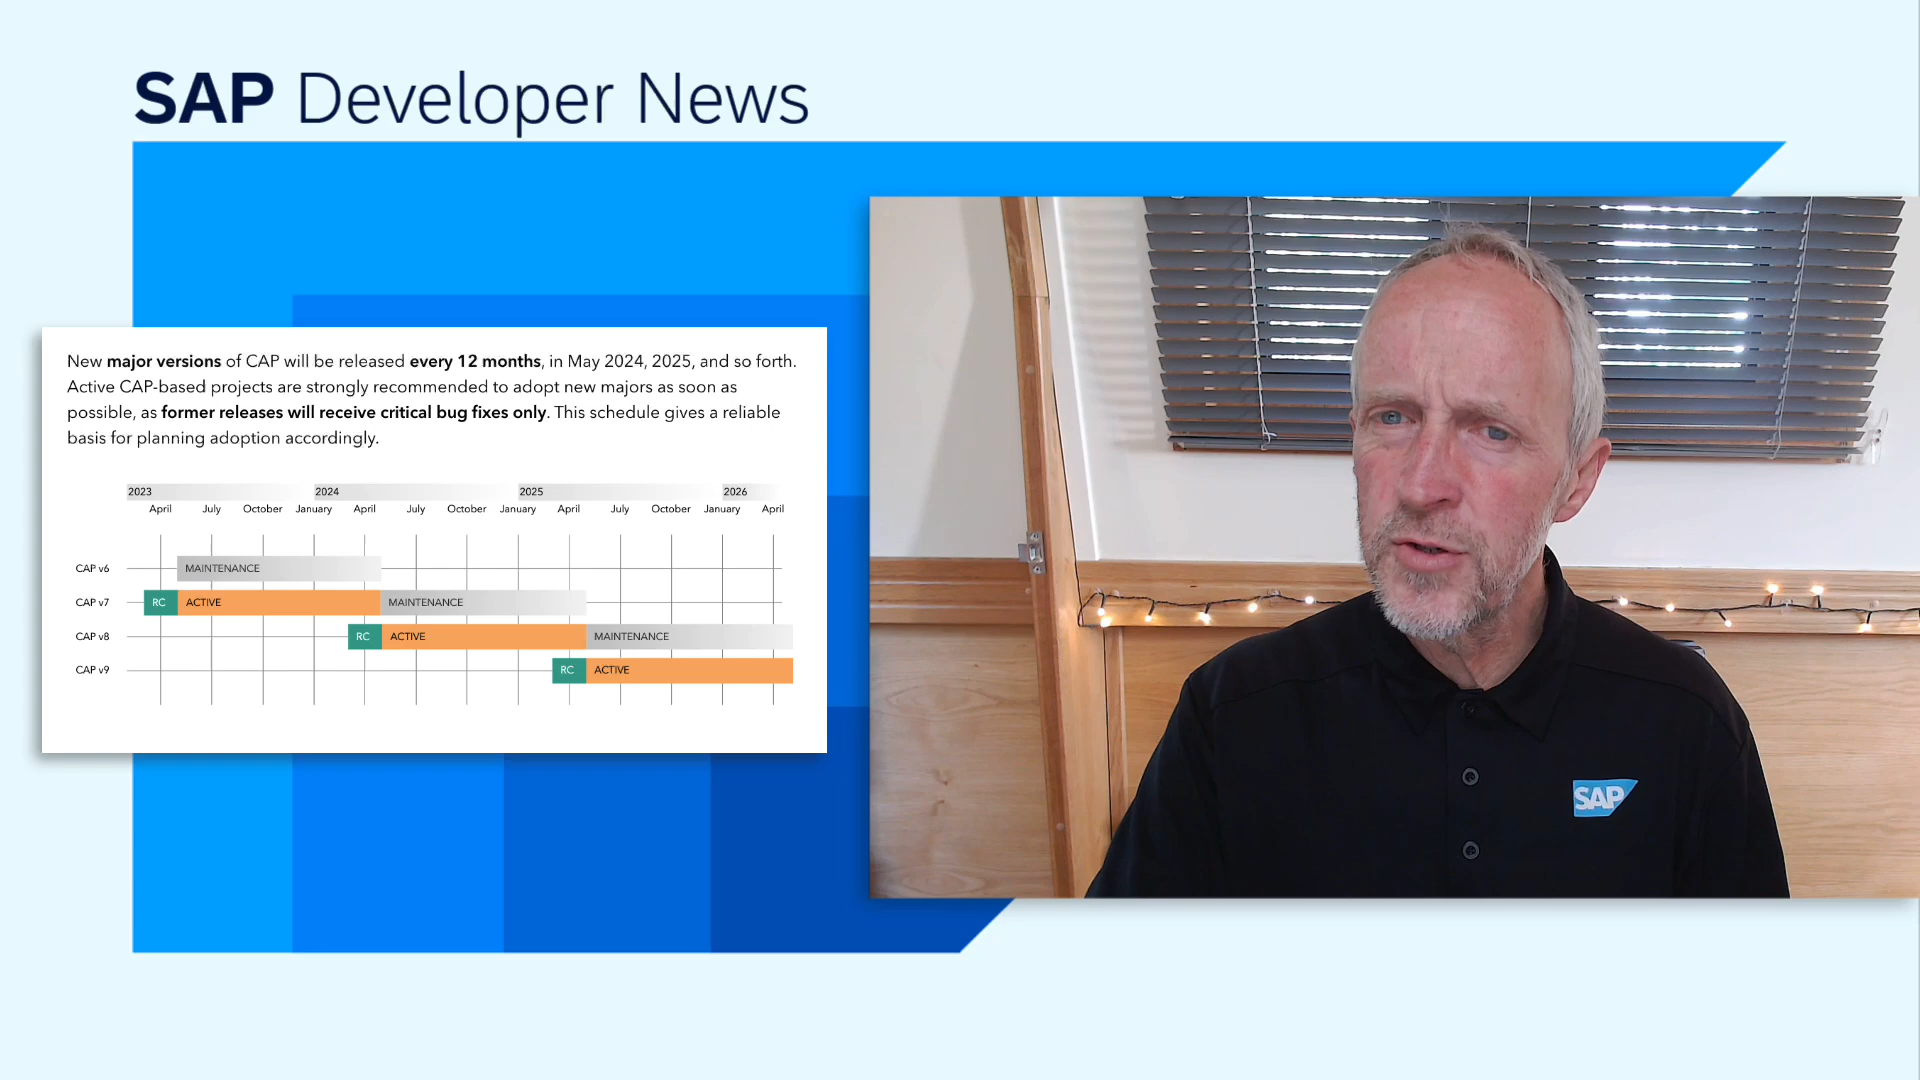 SAP Developer News
New major versions of CAP will be released every 12 months, in May 2024, 2025, and so forth.
Active CAP-based projects are strongly recommended to adopt new majors as soon as
possible, as former releases will receive critical bug fixes only. This schedule gives a reliable
basis for planning adoption accordingly.
2023 2024 2025 2026
April July October January April July October January April July October January April
CAP v6 MAINTENANCE
CAP v7 RC ACTIVE MAINTENANCE
CAP v8 RC ACTIVE MAINTENANCE
CAP v9 RC ACTIVE
SAP